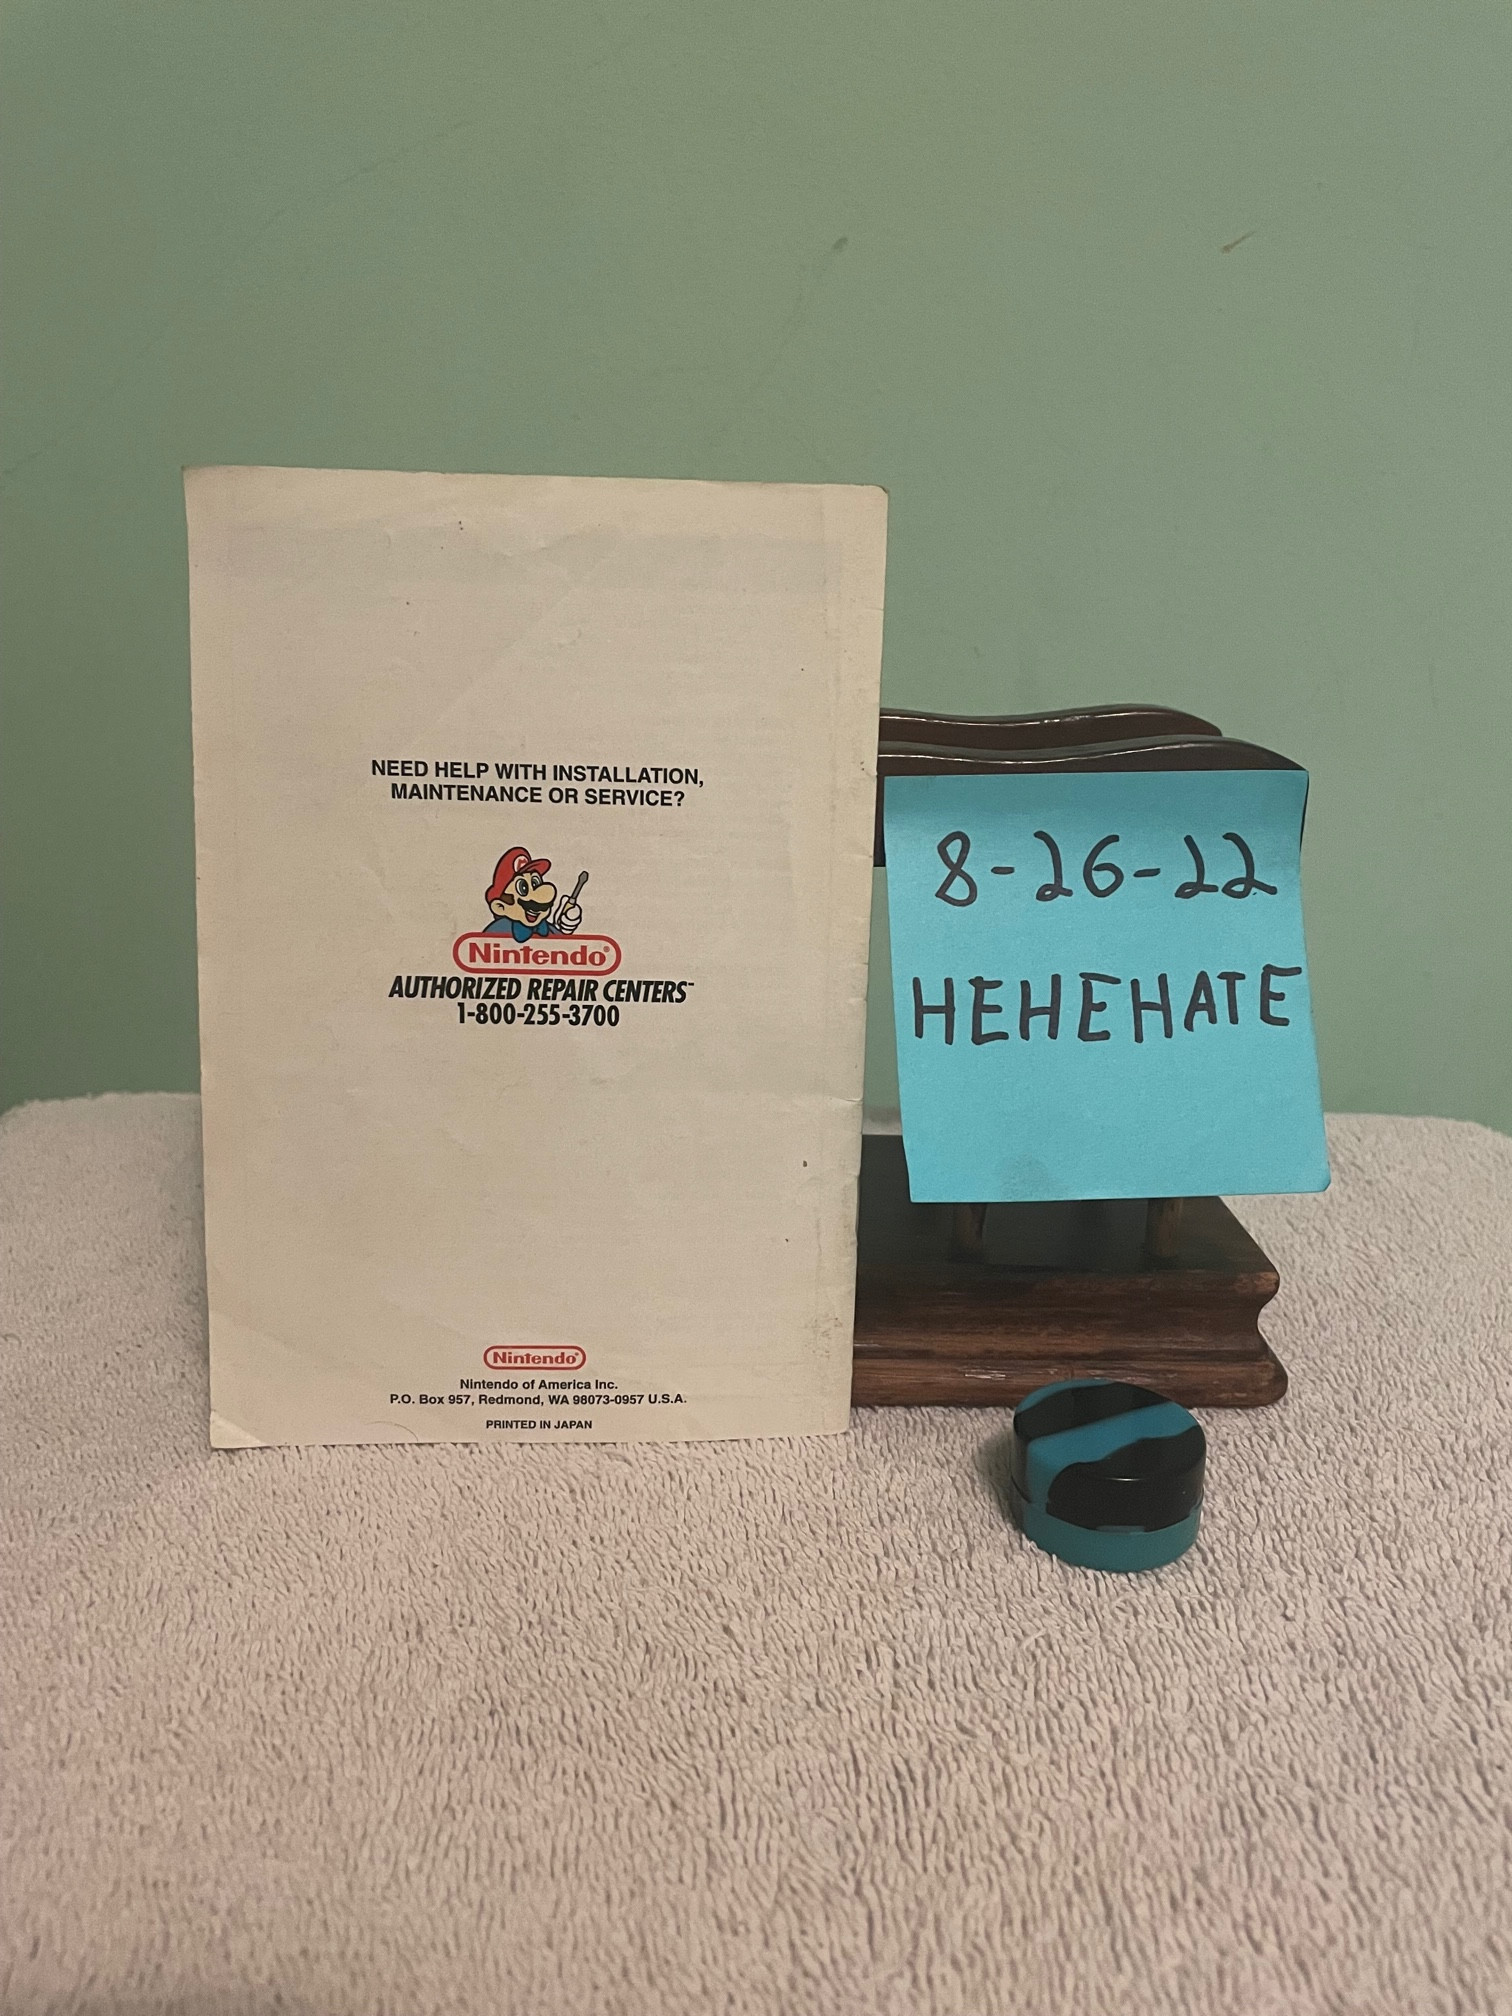 NEED HELP WITH INSTALLATION,
MAINTENANCE OR SERVICE?
M
Nintendo®
AUTHORIZED REPAIR CENTERS™
1-800-255-3700
Nintendo®
Nintendo of America Inc.
P.O. Box 957, Redmond, WA 98073-0957 U.S.A.
PRINTED IN JAPAN
8-26-22
HEHEHATE